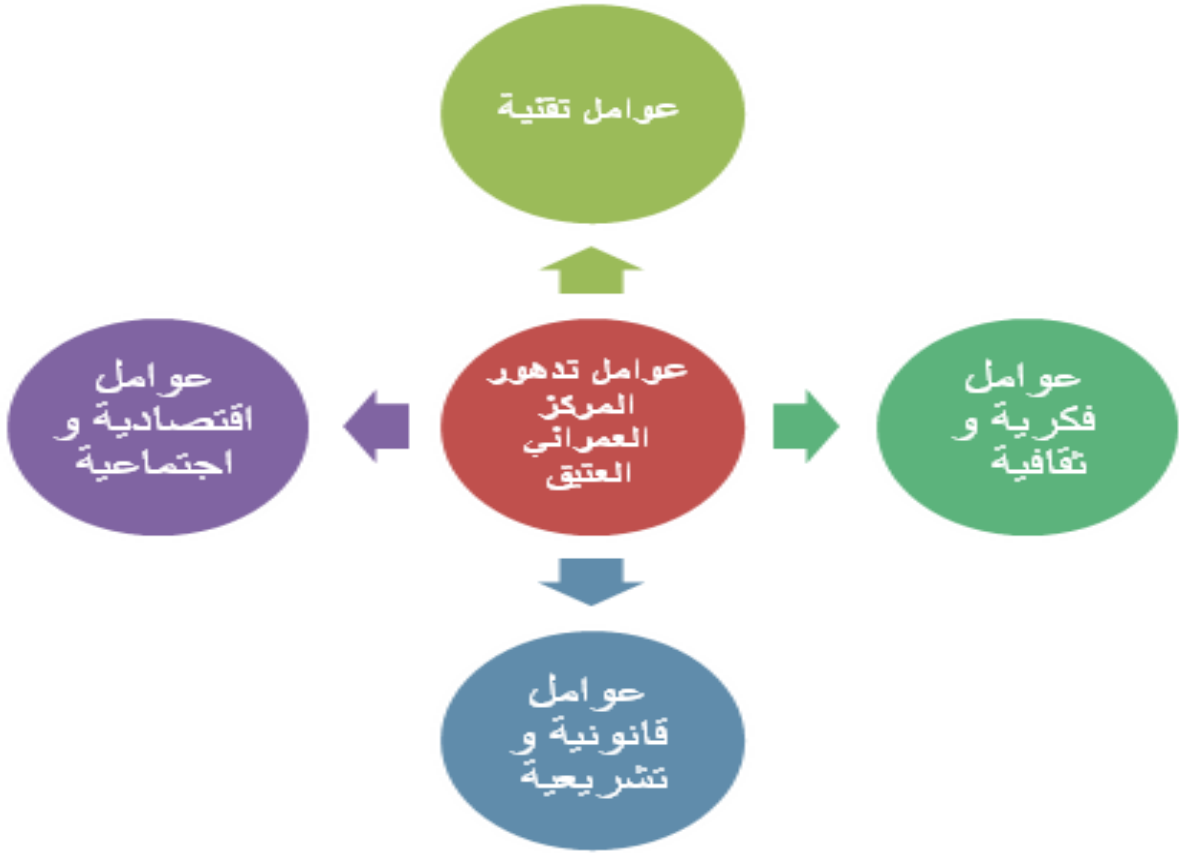 عوامل تقنية
عوامل تدهور
المركز
العمراني
العتيق
عوامل
فكرية و
ثقافية
عوامل
اقتصادية و
اجتماعية
عوامل
قانونية و
تشريعية